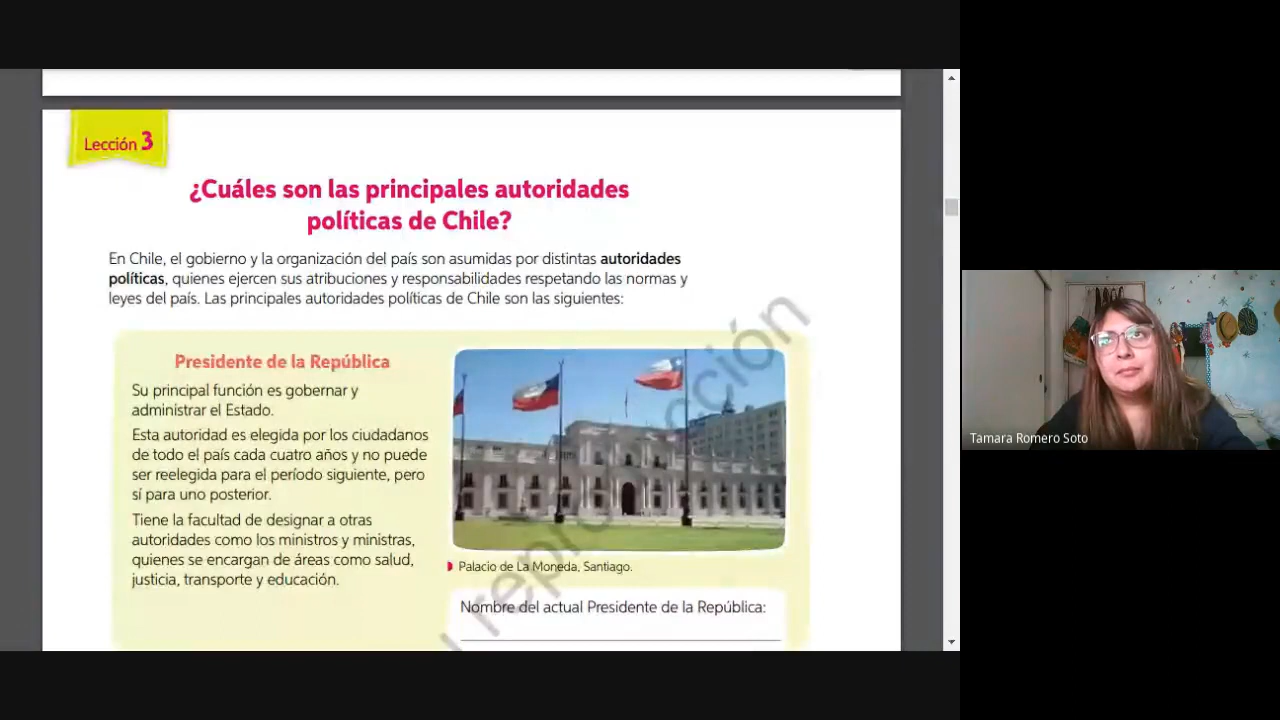 Lección 3
¿Cuáles son las principales autoridades
políticas de Chile?
En Chile, el gobierno y la organización del país son asumidas por distintas autoridades
políticas, quienes ejercen sus atribuciones y responsabilidades respetando las normas y
leyes del país. Las principales autoridades políticas de Chile son las siguientes:
Presidente de la República
Su principal función es gobernar y
administrar el Estado.
Esta autoridad es elegida por los ciudadanos
de todo el país cada cuatro años y no puede
ser reelegida para el período siguiente, pero
sí para uno posterior.
Tiene la facultad de designar a otras
autoridades como los ministros y ministras,
quienes se encargan de áreas como salud,
justicia, transporte y educación.
Palacio de La Moneda, Santiago.
Nombre del actual Presidente de la República:
Tamara Romero Soto